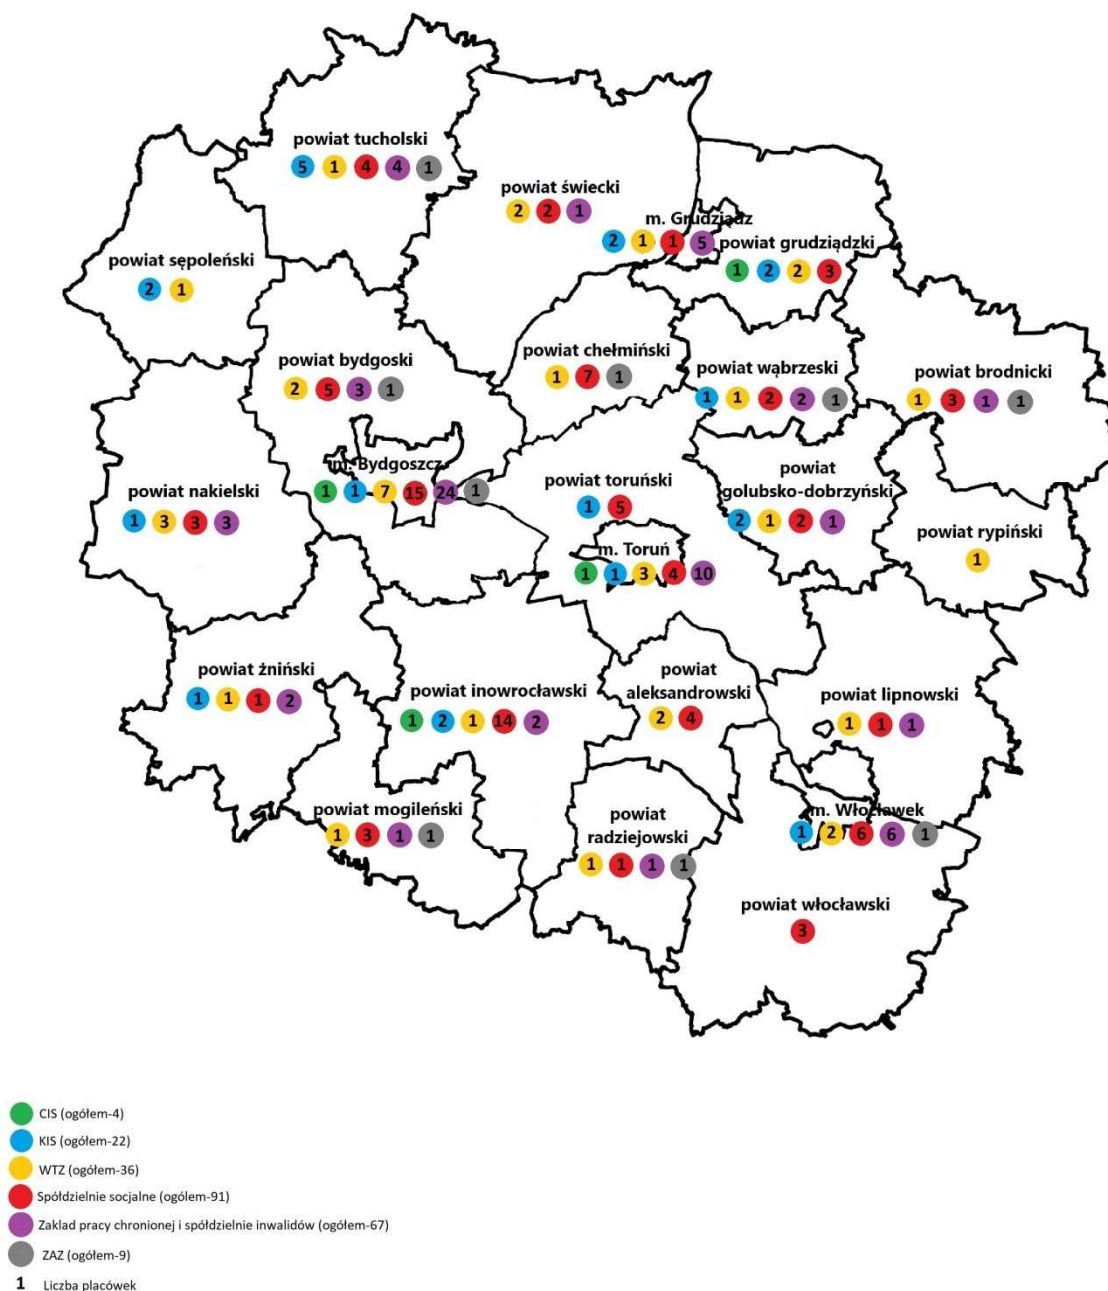 powiat tucholski
5 1 4 4 1
powiat świecki
2 2 1
m. Grudziądz
2 1 1 5
powiat grudziądzki
1 2 2 3
powiat sępoleński
2 1
powiat bydgoski
2 5 3 1
powiat chełmiński
1 7 1
powiat wąbrzeski
1 1 2 2 1
powiat brodnicki
1 3 1 1
m. Bydgoszcz
1 1 7 15 24 1
powiat nakielski
1 3 3 3
powiat toruński
1 5
m. Toruń
1 1 3 4 10
powiat
golubsko-dobrzyński
2 1 2 1
powiat rypiński
1
powiat żniński
1 1 1 2
powiat inowrocławski
1 2 1 14 2
powiat
aleksandrowski
2 4
powiat lipnowski
1 1 1
powiat mogileński
1 3 1 1
powiat
radziejowski
1 1 1 1
m. Włocławek
1 2 6 6 1
powiat włocławski
3
CIS (ogółem-4)
KIS (ogółem-22)
WTZ (ogółem-36)
Spółdzielnie socjalne (ogólem-91)
Zaklad pracy chronionej i spółdzielnie inwalidów (ogółem-67)
ZAZ (ogółem-9)
1 Liczba placówek